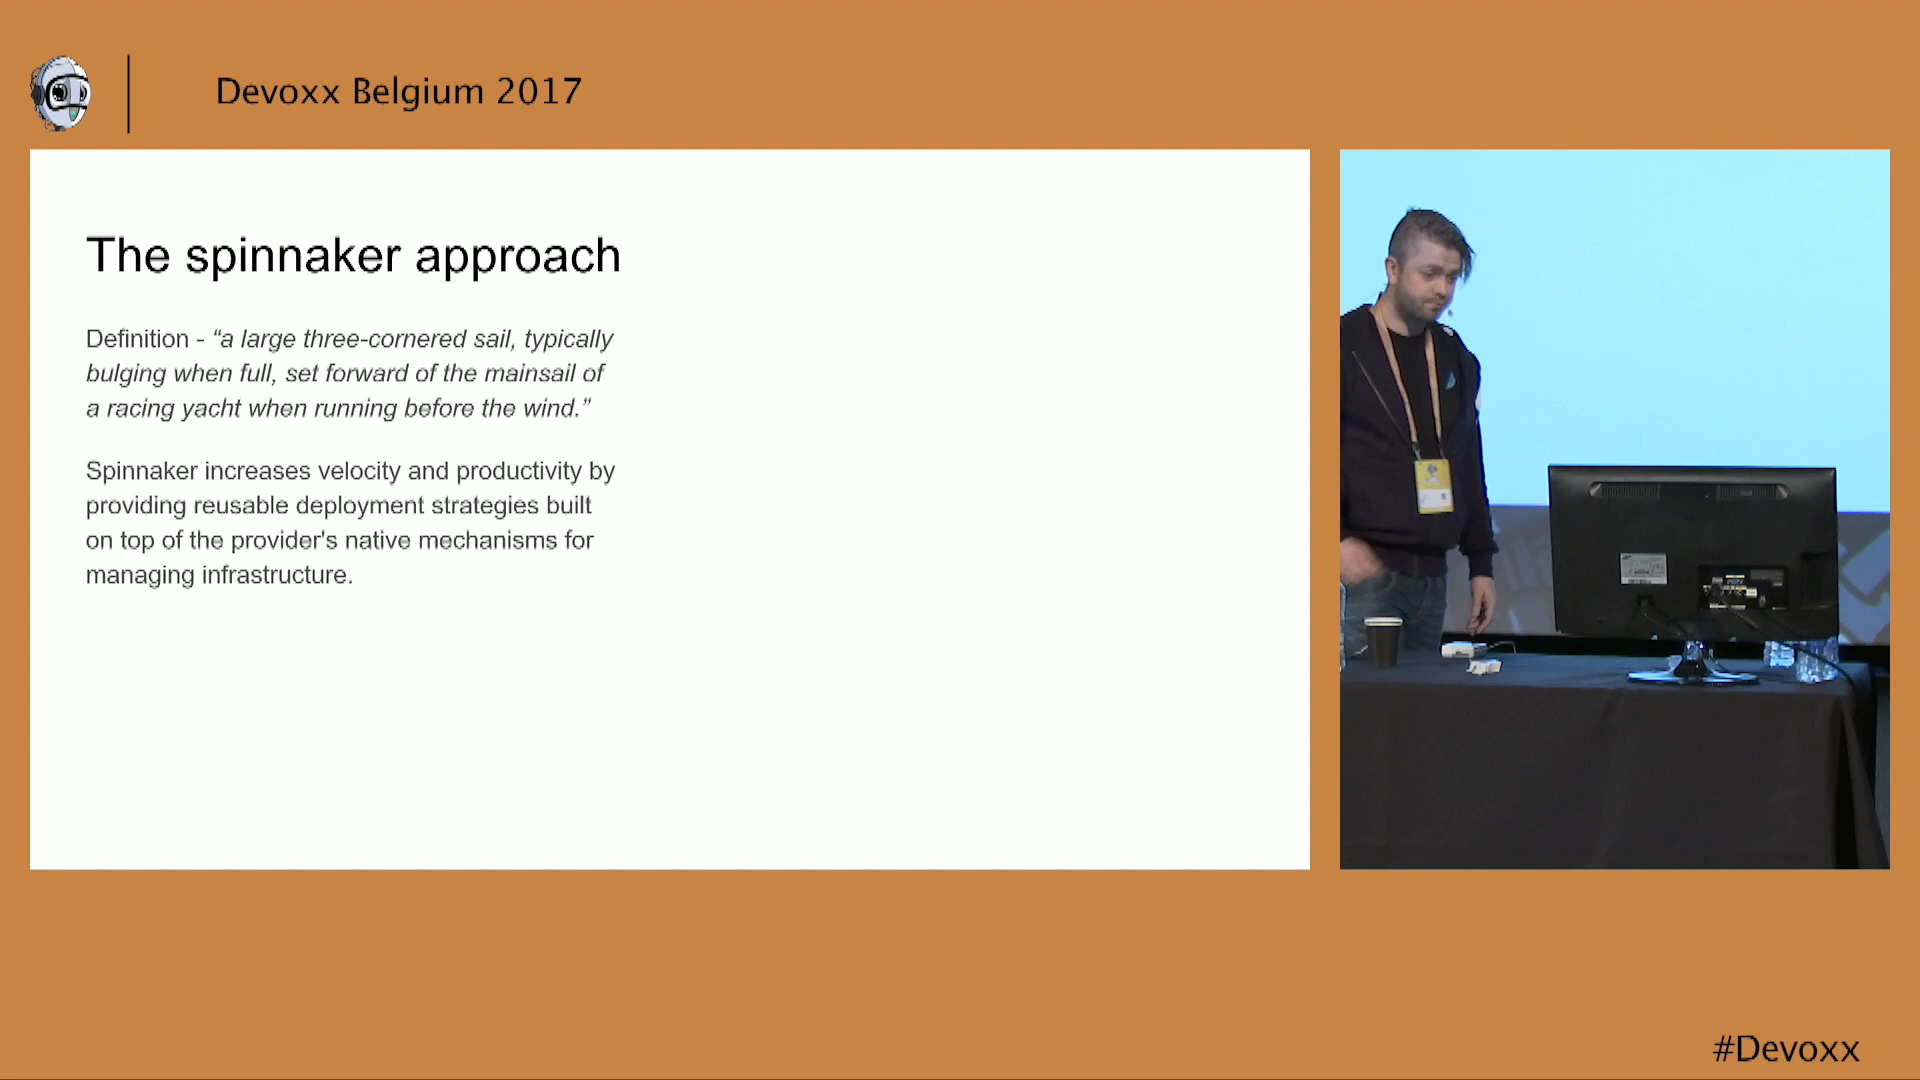 Devoxx Belgium 2017
The spinnaker approach
Definition - “a large three-cornered sail, typically
bulging when full, set forward of the mainsail of
a racing yacht when running before the wind.”
Spinnaker increases velocity and productivity by
providing reusable deployment strategies built
on top of the provider's native mechanisms for
managing infrastructure.
#Devoxx